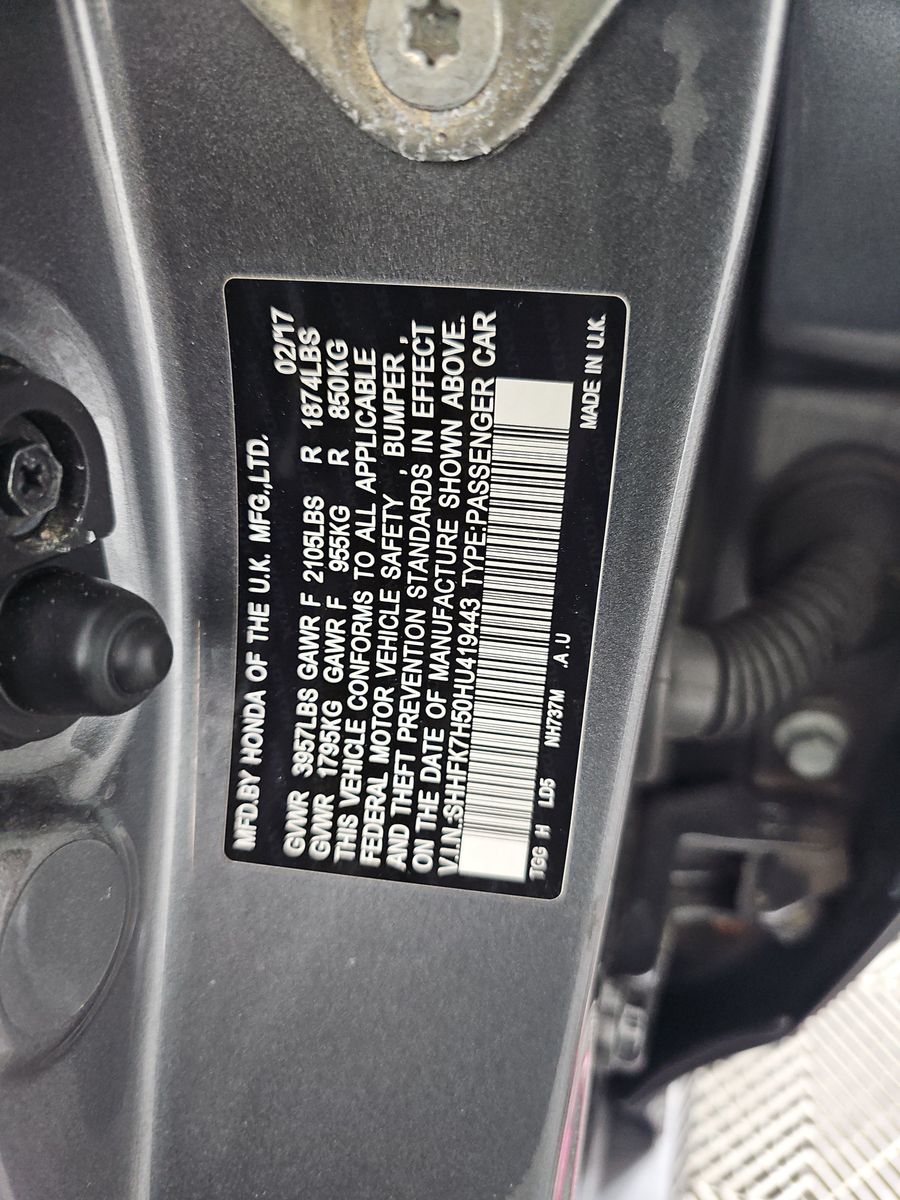 MFD.BY HONDA OF THE U.K. MFG.,LTD. 02/17
GVWR 3957LBS GAWR F 2105LBS R 1874LBS
GVWR 1795KG GAWR F 955KG R 850KG
THIS VEHICLE CONFORMS TO ALL APPLICABLE
FEDERAL MOTOR VEHICLE SAFETY , BUMPER ,
AND THEFT PREVENTION STANDARDS IN EFFECT
ON THE DATE OF MANUFACTURE SHOWN ABOVE.
V.I.N.:SHHFK7H50HU419443 TYPE:PASSENGER CAR
TGG H LD5 NH737M .A.U MADE IN U.K.